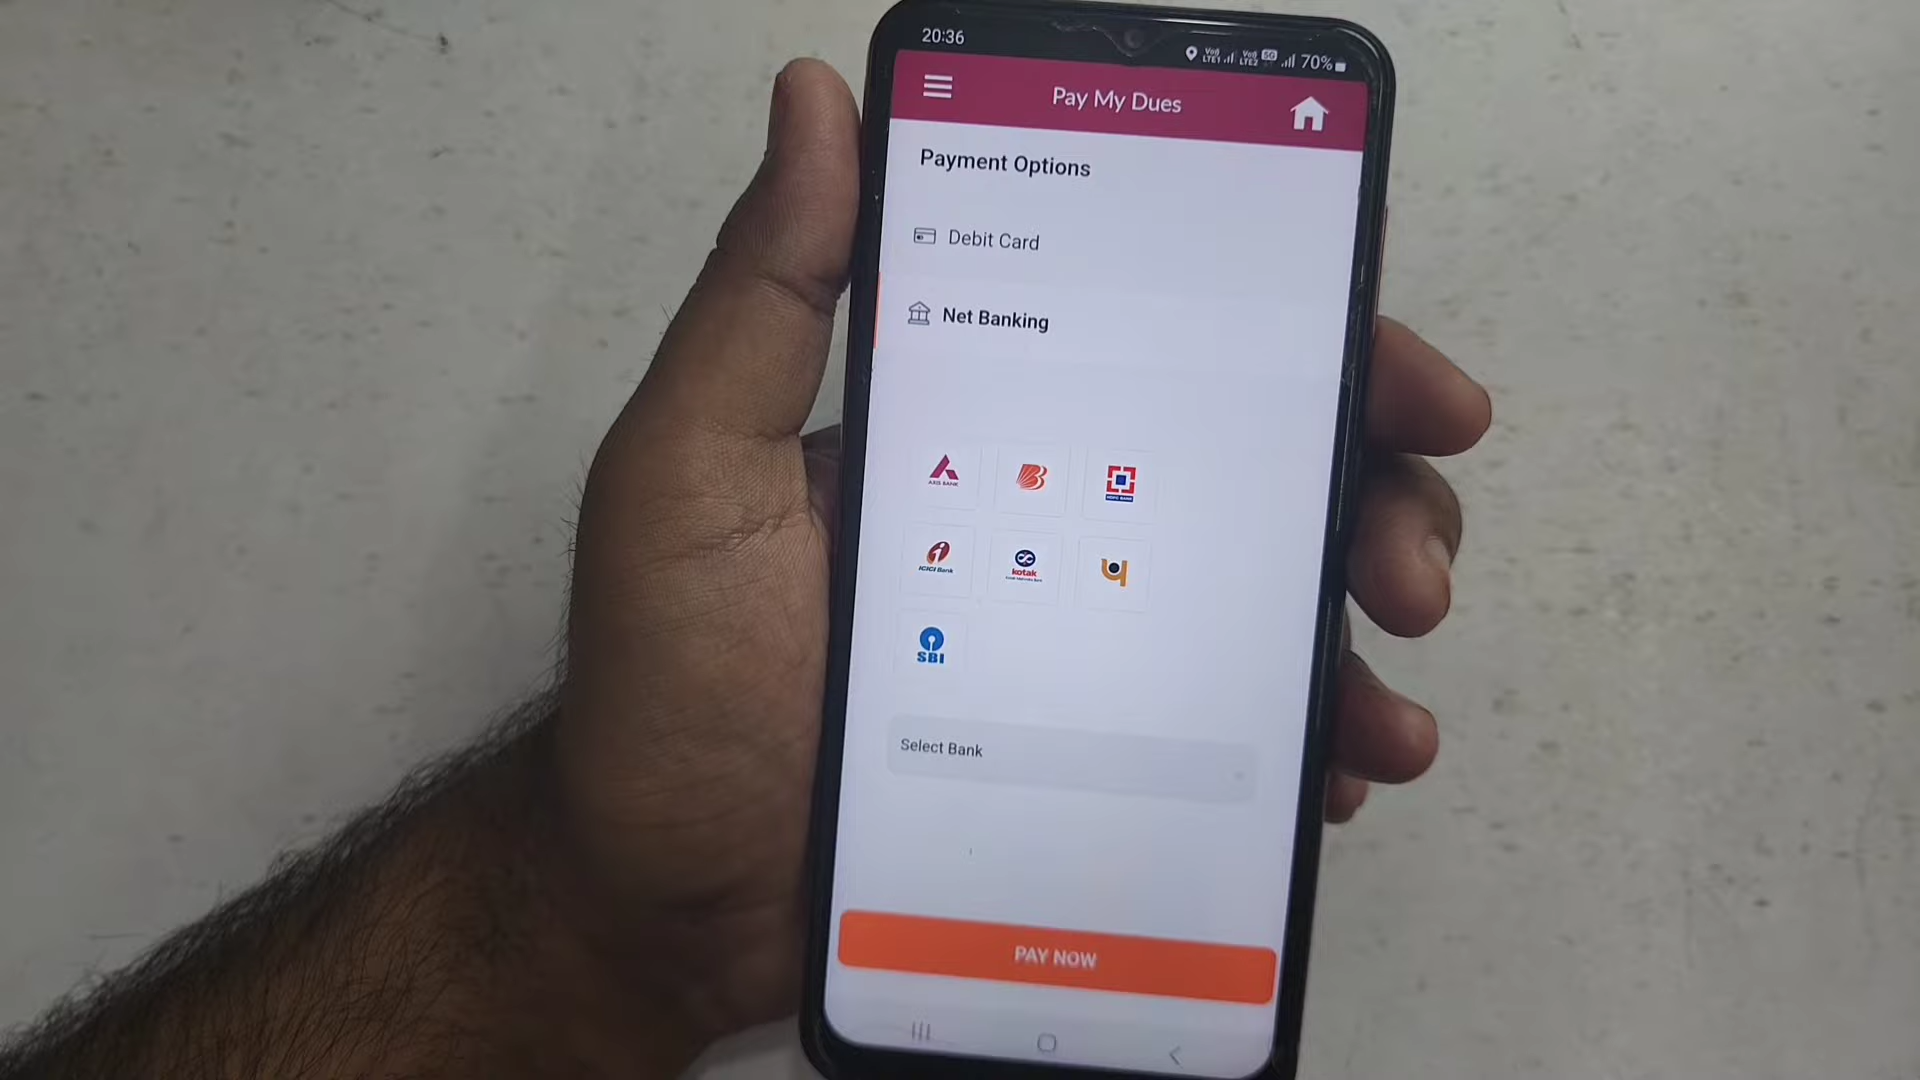 20:36
70%
Pay My Dues
Payment Options
Debit Card
Net Banking
AXIS BANK
HDFC BANK
ICICI Bank
kotak
SBI
Select Bank
PAY NOW